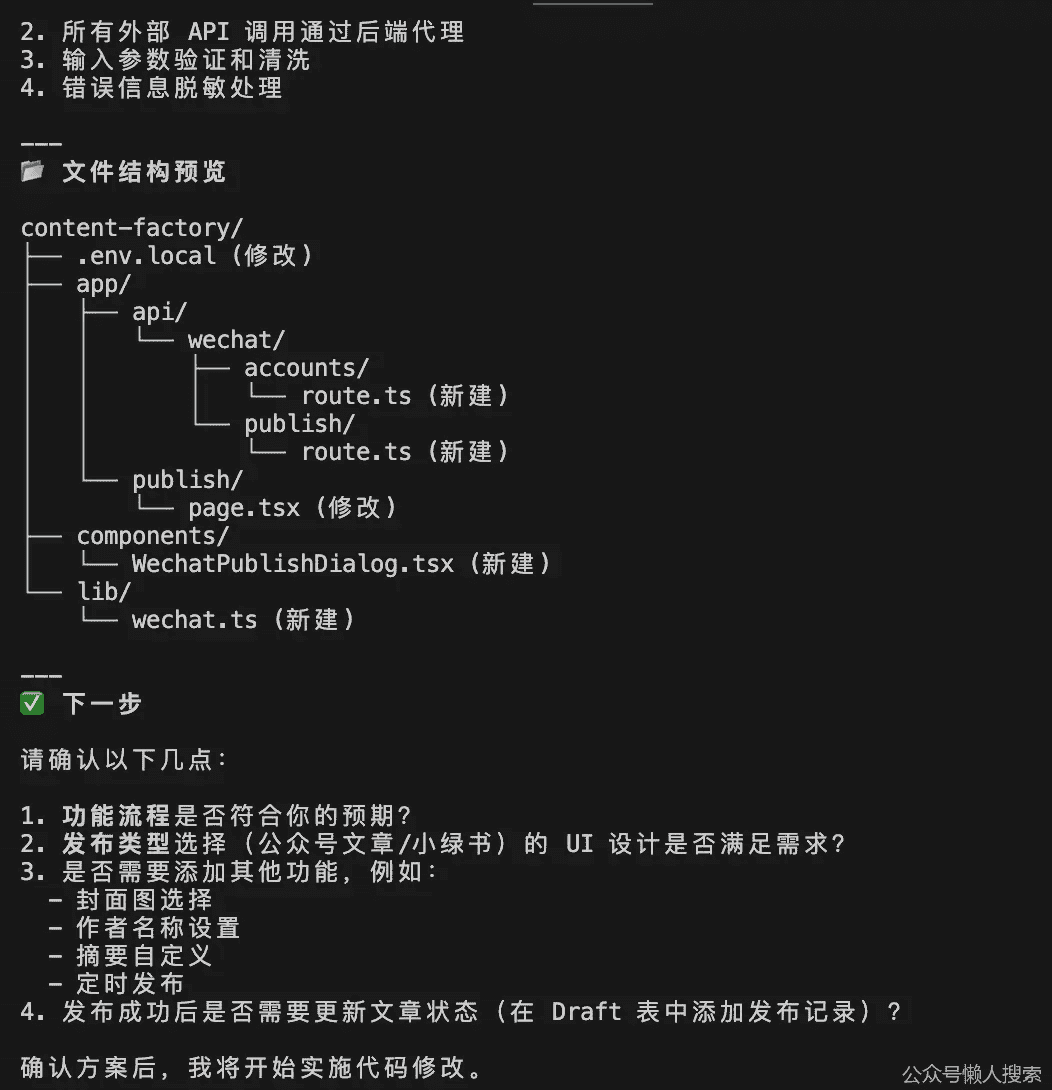 2. 所有外部 API 调用通过后端代理
3. 输入参数验证和清洗
4. 错误信息脱敏处理
———
📂 文件结构预览
content-factory/
├── .env.local (修改)
├── app/
│   ├── api/
│   │   └── wechat/
│   │       ├── accounts/
│   │       │   └── route.ts (新建)
│   │       └── publish/
│   │           └── route.ts (新建)
│   └── publish/
│       └── page.tsx (修改)
├── components/
│   └── WechatPublishDialog.tsx (新建)
└── lib/
    └── wechat.ts (新建)
———
✅ 下一步
请确认以下几点：
1. 功能流程是否符合你的预期？
2. 发布类型选择（公众号文章/小绿书）的 UI 设计是否满足需求？
3. 是否需要添加其他功能，例如：
– 封面图选择
– 作者名称设置
– 摘要自定义
– 定时发布
4. 发布成功后是否需要更新文章状态（在 Draft 表中添加发布记录）？
确认方案后，我将开始实施代码修改。
公众号懒人搜索